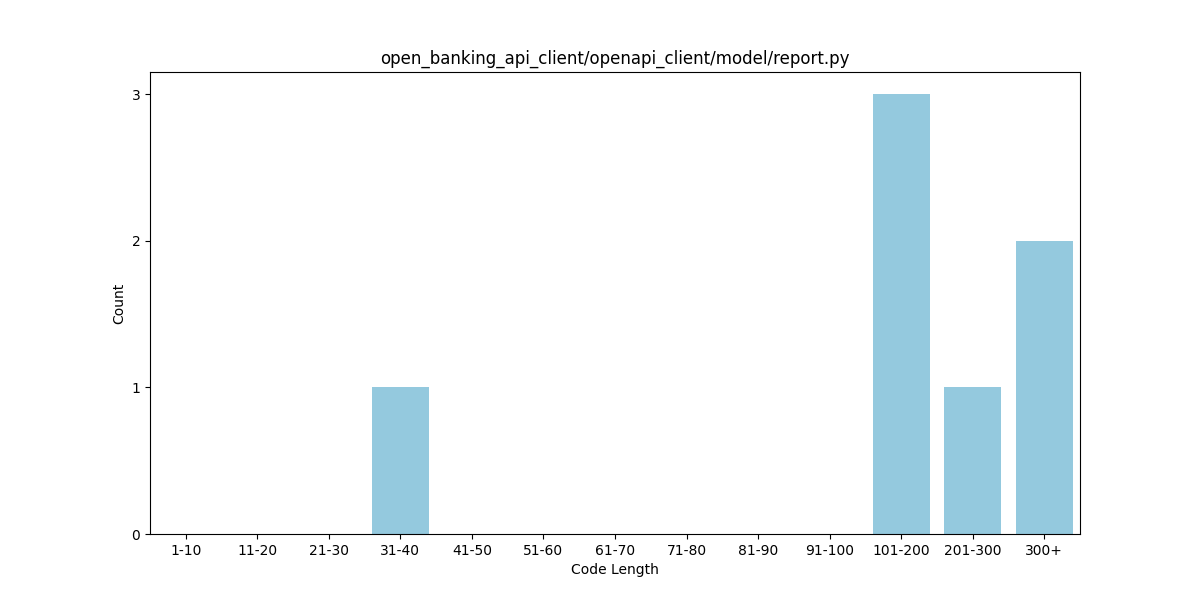 open_banking_api_client/openapi_client/model/report.py
3
2
1
0
Count
1-10 11-20 21-30 31-40 41-50 51-60 61-70 71-80 81-90 91-100 101-200 201-300 300+
Code Length